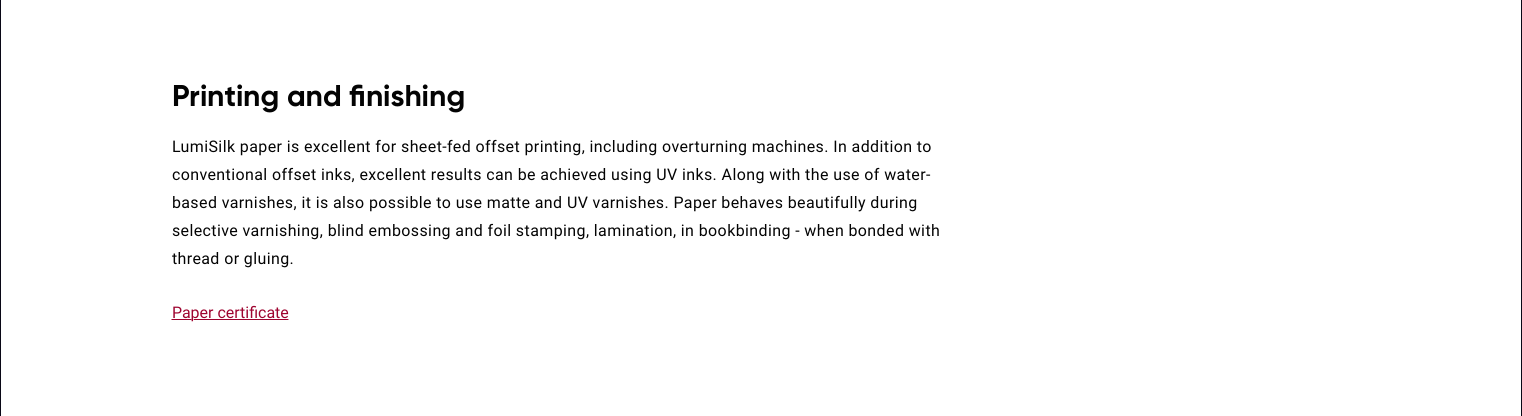 Printing and finishing
LumiSilk paper is excellent for sheet-fed offset printing, including overturning machines. In addition to
conventional offset inks, excellent results can be achieved using UV inks. Along with the use of water-
based varnishes, it is also possible to use matte and UV varnishes. Paper behaves beautifully during
selective varnishing, blind embossing and foil stamping, lamination, in bookbinding - when bonded with
thread or gluing.
Paper certificate